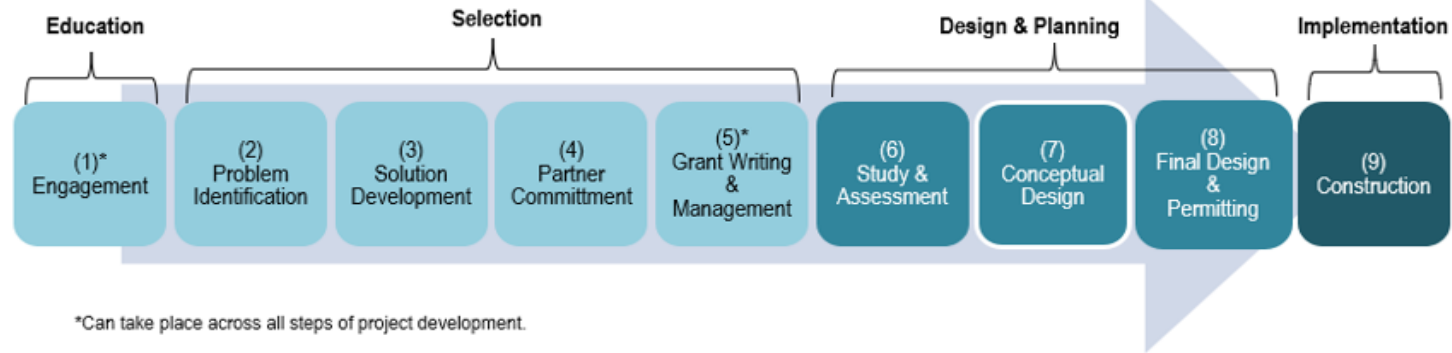 Education
Selection
Design & Planning
Implementation
(1)*
Engagement
(2)
Problem
Identification
(3)
Solution
Development
(4)
Partner
Committment
(5)*
Grant Writing
&
Management
(6)
Study &
Assessment
(7)
Conceptual
Design
(8)
Final Design
&
Permitting
(9)
Construction
*Can take place across all steps of project development.